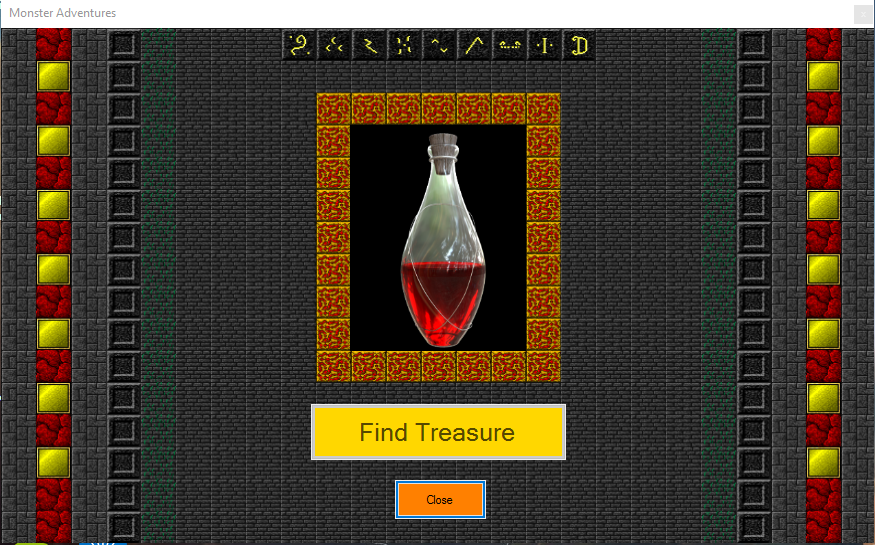 Monster Adventures
Find Treasure
Close